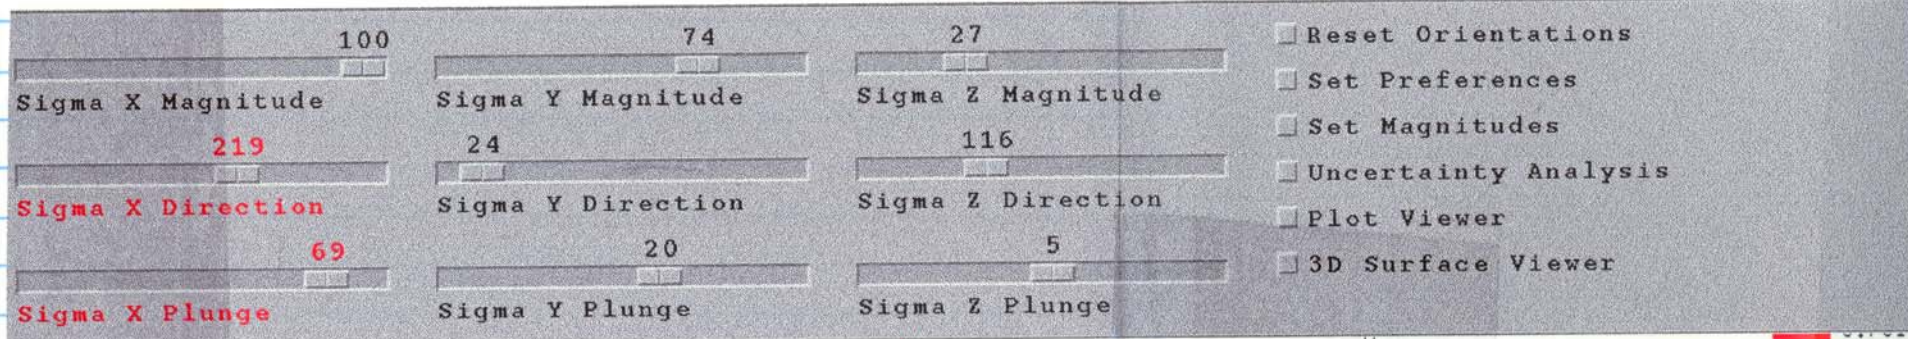 100 74 27
Sigma X Magnitude Sigma Y Magnitude Sigma Z Magnitude
219 24 116
Sigma X Direction Sigma Y Direction Sigma Z Direction
69 20 5
Sigma X Plunge Sigma Y Plunge Sigma Z Plunge
Reset Orientations
Set Preferences
Set Magnitudes
Uncertainty Analysis
Plot Viewer
3D Surface Viewer